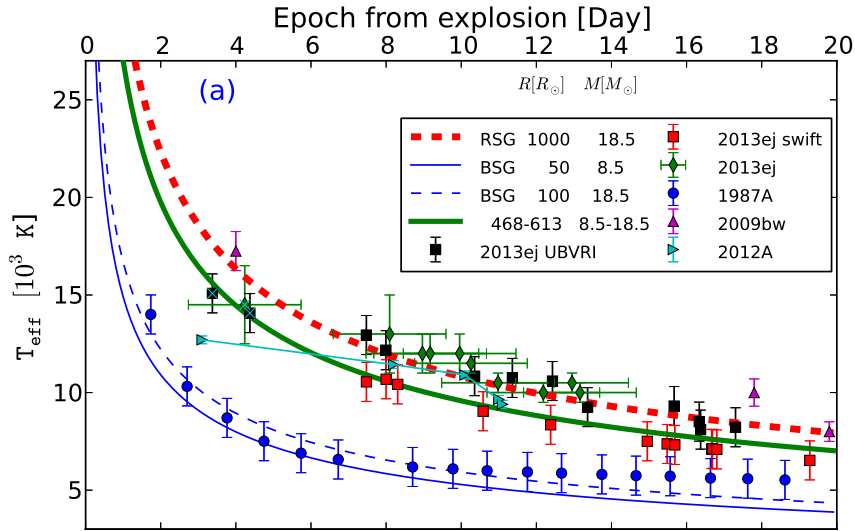 Epoch from explosion [Day]
0 2 4 6 8 10 12 14 16 18 20
(a)
R[R☉] M[M☉]
RSG 1000 18.5
BSG 50 8.5
BSG 100 18.5
468-613 8.5-18.5
2013ej UBVRI
2013ej swift
2013ej
1987A
2009bw
2012A
25
20
15
10
5
T_eff [10³ K]